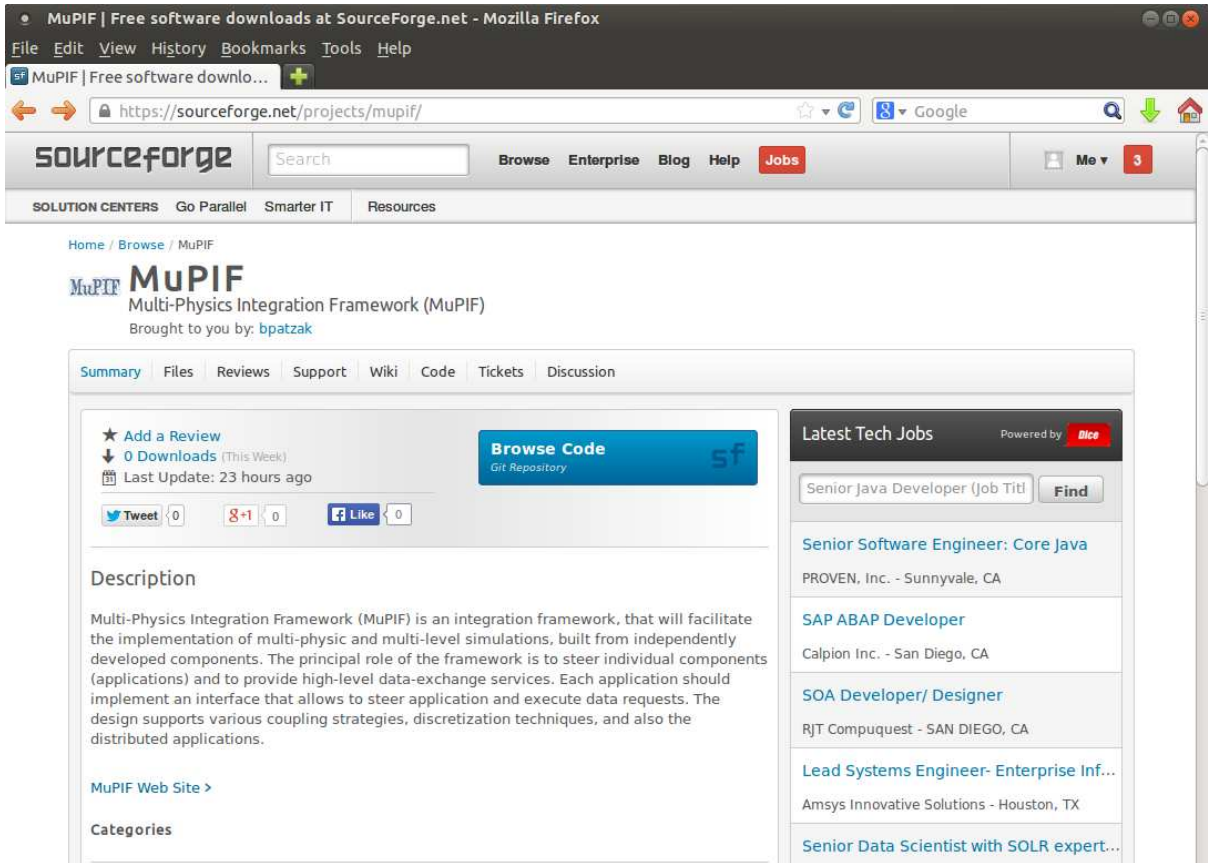 MuPIF | Free software downloads at SourceForge.net - Mozilla Firefox
File Edit View History Bookmarks Tools Help
sf MuPIF | Free software downlo...
https://sourceforge.net/projects/mupif/
8 Google
sourceforge
Search
Browse Enterprise Blog Help Jobs
Me 3
SOLUTION CENTERS Go Parallel Smarter IT Resources
Home / Browse / MuPIF
MuPIF
MuPIF
Multi-Physics Integration Framework (MuPIF)
Brought to you by: bpatzak
Summary Files Reviews Support Wiki Code Tickets Discussion
Add a Review
0 Downloads (This Week)
Last Update: 23 hours ago
Tweet 0
8+1 0
f Like 0
Browse Code
Git Repository
sf
Description
Multi-Physics Integration Framework (MuPIF) is an integration framework, that will facilitate
the implementation of multi-physic and multi-level simulations, built from independently
developed components. The principal role of the framework is to steer individual components
(applications) and to provide high-level data-exchange services. Each application should
implement an interface that allows to steer application and execute data requests. The
design supports various coupling strategies, discretization techniques, and also the
distributed applications.
MuPIF Web Site >
Categories
Latest Tech Jobs
Powered by Dice
Senior Java Developer (Job Titl
Find
Senior Software Engineer: Core Java
PROVEN, Inc. - Sunnyvale, CA
SAP ABAP Developer
Calpion Inc. - San Diego, CA
SOA Developer/ Designer
RJT Compuquest - SAN DIEGO, CA
Lead Systems Engineer- Enterprise Inf...
Amsys Innovative Solutions - Houston, TX
Senior Data Scientist with SOLR expert...